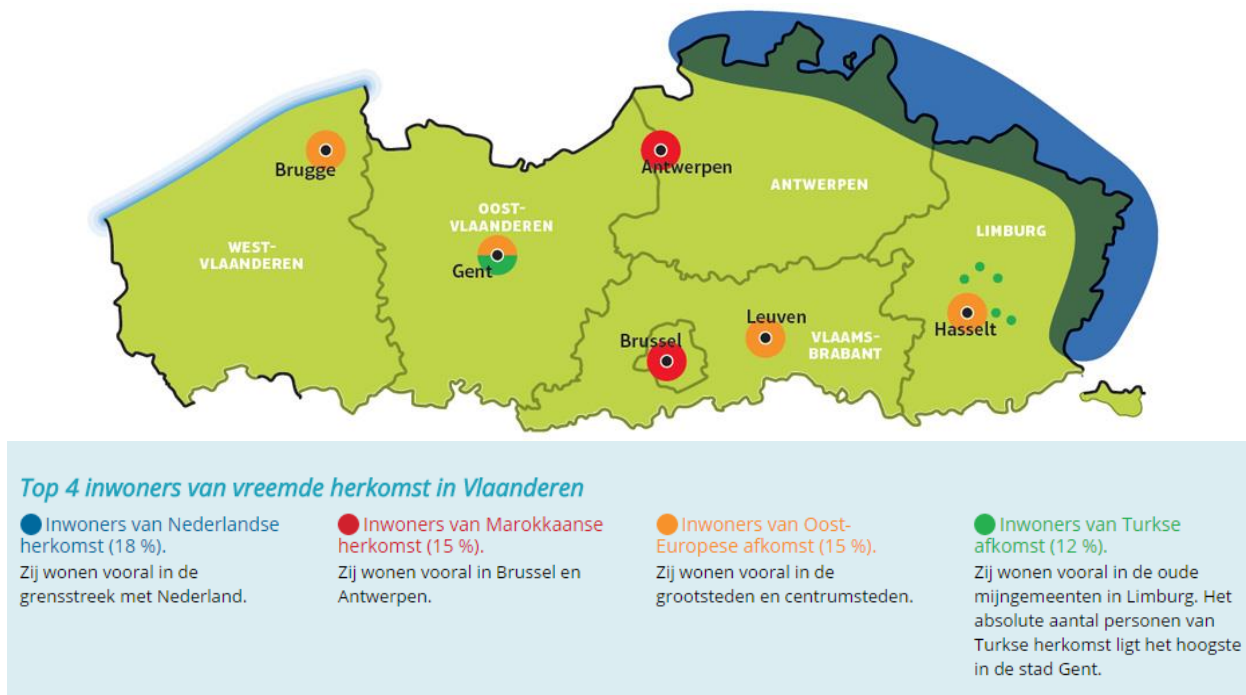 Brugge
Antwerpen
ANTWERPEN
OOST-
VLAANDEREN
LIMBURG
WEST-
VLAANDEREN
Gent
Leuven
Hasselt
Brussel
VLAAMS-
BRABANT
Top 4 inwoners van vreemde herkomst in Vlaanderen
Inwoners van Nederlandse
herkomst (18 %).
Zij wonen vooral in de
grensstreek met Nederland.
Inwoners van Marokkaanse
herkomst (15 %).
Zij wonen vooral in Brussel en
Antwerpen.
Inwoners van Oost-
Europese afkomst (15 %).
Zij wonen vooral in de
grootsteden en centrumsteden.
Inwoners van Turkse
afkomst (12 %).
Zij wonen vooral in de oude
mijngemeenten in Limburg. Het
absolute aantal personen van
Turkse herkomst ligt het hoogste
in de stad Gent.